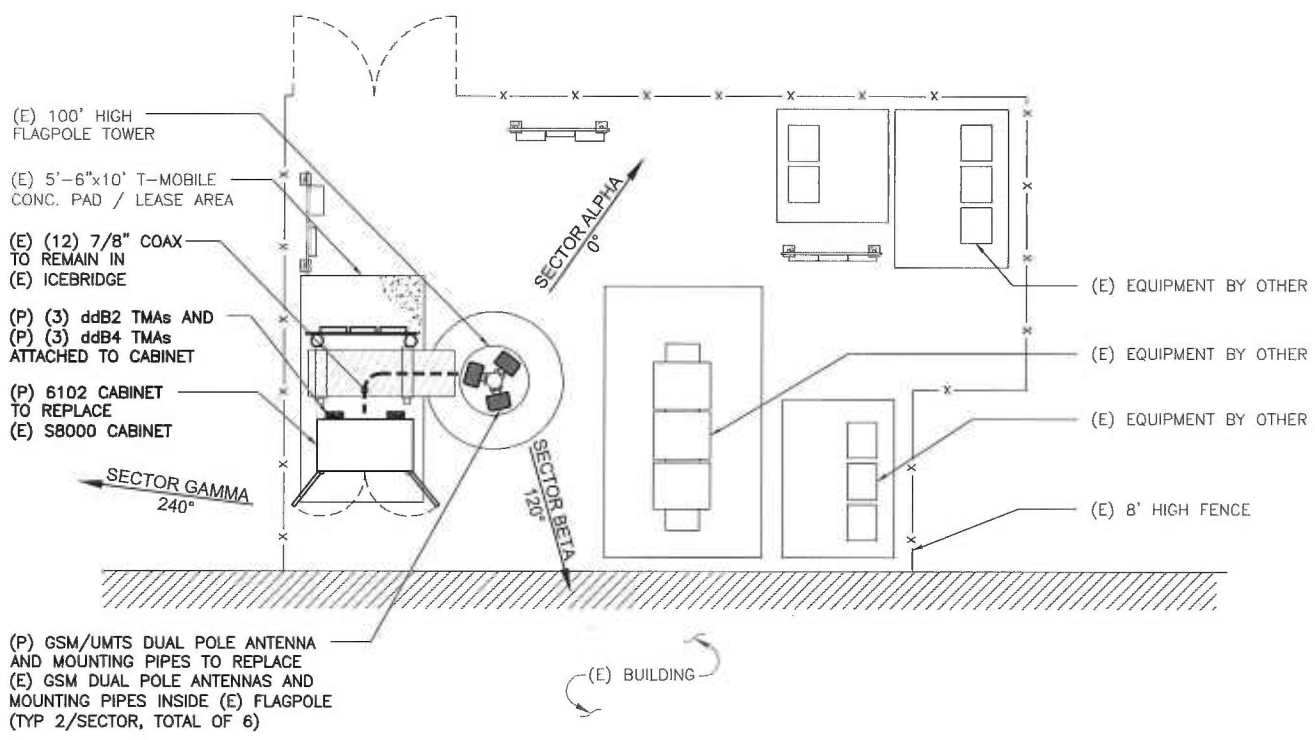 (E) 100' HIGH
FLAGPOLE TOWER
(E) 5'-6"x10' T-MOBILE
CONC. PAD / LEASE AREA
(E) (12) 7/8" COAX
TO REMAIN IN
(E) ICEBRIDGE
(P) (3) ddB2 TMAs AND
(P) (3) ddB4 TMAs
ATTACHED TO CABINET
(P) 6102 CABINET
TO REPLACE
(E) S8000 CABINET
SECTOR GAMMA
240°
SECTOR ALPHA
0°
SECTOR BETA
120°
(E) EQUIPMENT BY OTHER
(E) EQUIPMENT BY OTHER
(E) EQUIPMENT BY OTHER
(E) 8' HIGH FENCE
(P) GSM/UMTS DUAL POLE ANTENNA
AND MOUNTING PIPES TO REPLACE
(E) GSM DUAL POLE ANTENNAS AND
MOUNTING PIPES INSIDE (E) FLAGPOLE
(TYP 2/SECTOR, TOTAL OF 6)
(E) BUILDING